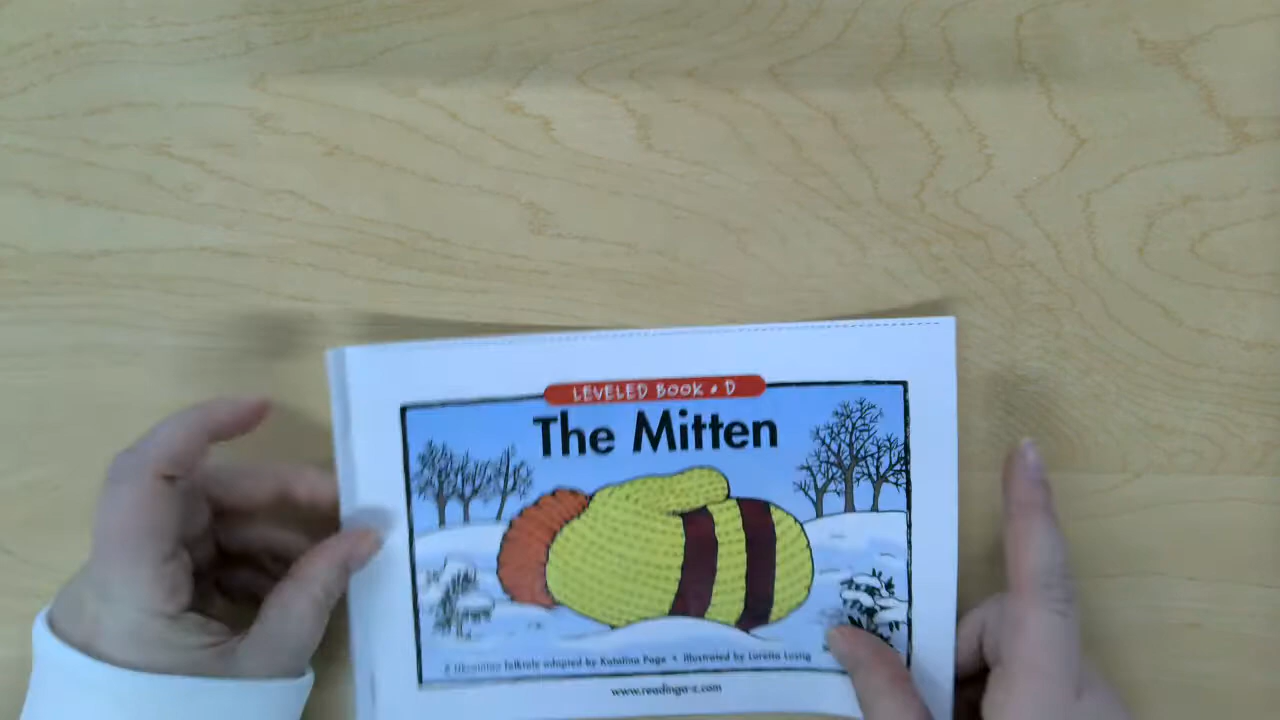 LEVELED BOOK • D
The Mitten
A Ukrainian folktale adapted by Katalina Page • Illustrated by Loretta Lustig
www.readinga-z.com